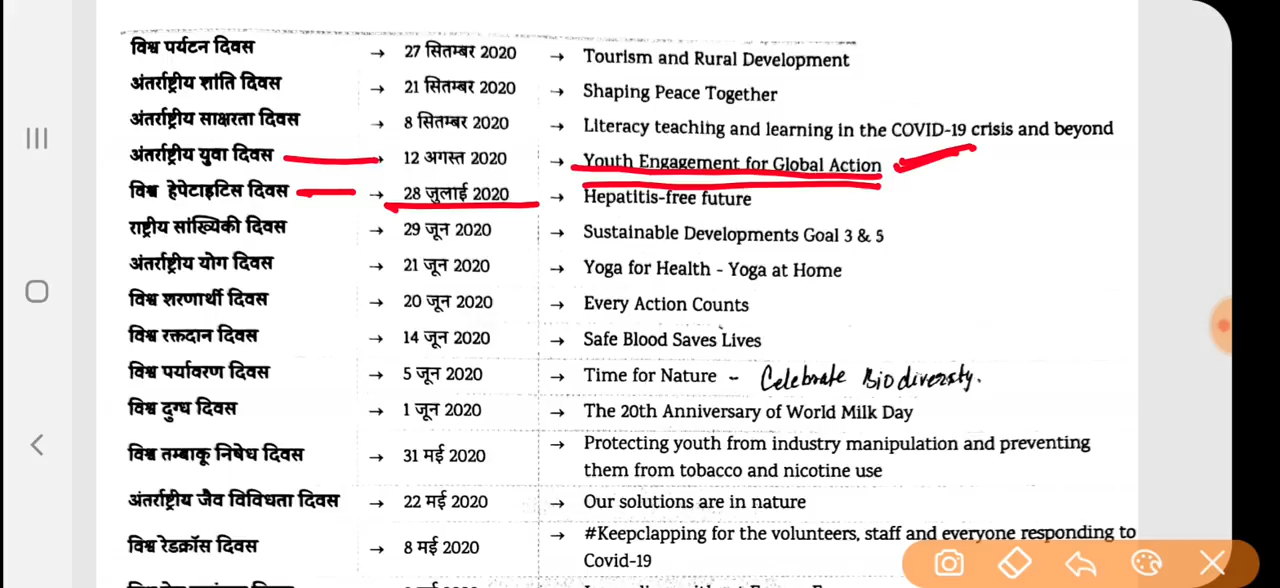 विश्व पर्यटन दिवस → 27 सितम्बर 2020 → Tourism and Rural Development
अंतर्राष्ट्रीय शांति दिवस → 21 सितम्बर 2020 → Shaping Peace Together
अंतर्राष्ट्रीय साक्षरता दिवस → 8 सितम्बर 2020 → Literacy teaching and learning in the COVID-19 crisis and beyond
अंतर्राष्ट्रीय युवा दिवस → 12 अगस्त 2020 → Youth Engagement for Global Action
विश्व हेपेटाइटिस दिवस → 28 जुलाई 2020 → Hepatitis-free future
राष्ट्रीय सांख्यिकी दिवस → 29 जून 2020 → Sustainable Developments Goal 3 & 5
अंतर्राष्ट्रीय योग दिवस → 21 जून 2020 → Yoga for Health - Yoga at Home
विश्व शरणार्थी दिवस → 20 जून 2020 → Every Action Counts
विश्व रक्तदान दिवस → 14 जून 2020 → Safe Blood Saves Lives
विश्व पर्यावरण दिवस → 5 जून 2020 → Time for Nature - Celebrate Biodiversty.
विश्व दुग्ध दिवस → 1 जून 2020 → The 20th Anniversary of World Milk Day
विश्व तम्बाकू निषेध दिवस → 31 मई 2020 → Protecting youth from industry manipulation and preventing
them from tobacco and nicotine use
अंतर्राष्ट्रीय जैव विविधता दिवस → 22 मई 2020 → Our solutions are in nature
विश्व रेडक्रॉस दिवस → 8 मई 2020 → #Keepclapping for the volunteers, staff and everyone responding to
Covid-19